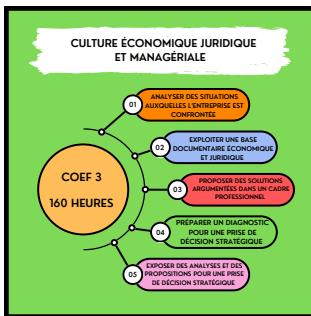 CULTURE ÉCONOMIQUE JURIDIQUE
ET MANAGÉRIALE
01
ANALYSER DES SITUATIONS
AUXQUELLES L'ENTREPRISE EST
CONFRONTÉE
02
EXPLOITER UNE BASE
DOCUMENTAIRE ÉCONOMIQUE
ET JURIDIQUE
COEF 3
160 HEURES
03
PROPOSER DES SOLUTIONS
ARGUMENTÉES DANS UN CADRE
PROFESSIONNEL
04
PRÉPARER UN DIAGNOSTIC
POUR UNE PRISE DE
DÉCISION STRATÉGIQUE
05
EXPOSER DES ANALYSES ET DES
PROPOSITIONS POUR UNE PRISE
DE DÉCISION STRATÉGIQUE